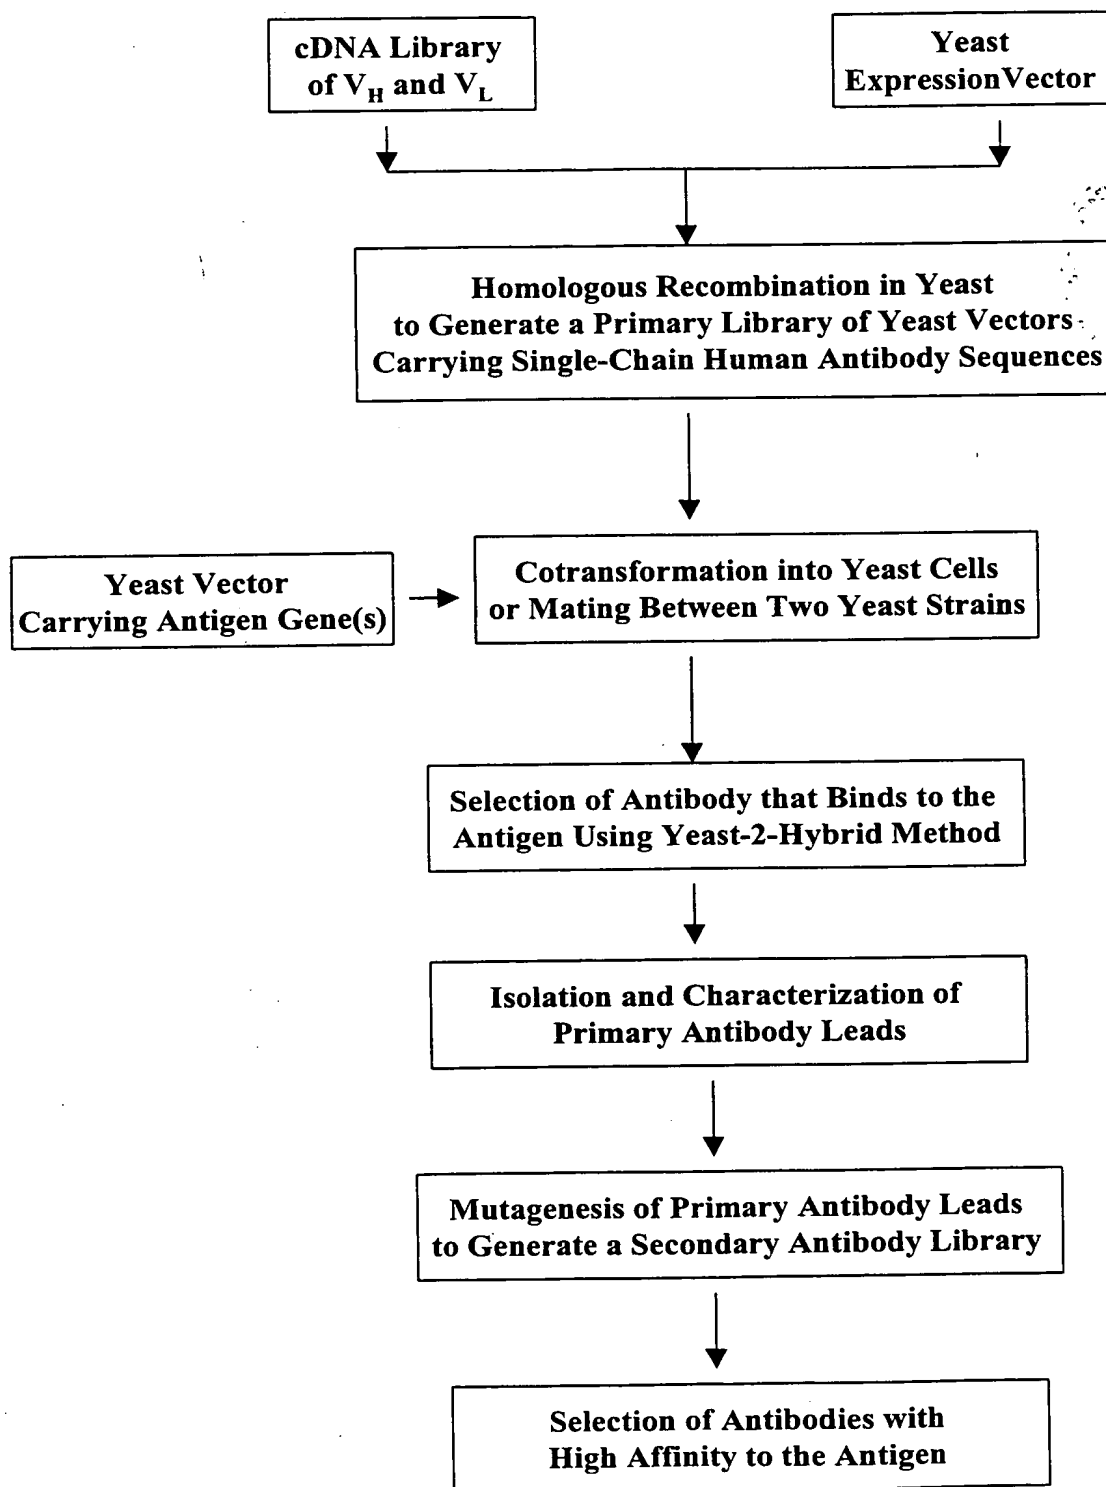 cDNA Library
of VH and VL
Yeast
ExpressionVector
Homologous Recombination in Yeast
to Generate a Primary Library of Yeast Vectors
Carrying Single-Chain Human Antibody Sequences
Yeast Vector
Carrying Antigen Gene(s)
Cotransformation into Yeast Cells
or Mating Between Two Yeast Strains
Selection of Antibody that Binds to the
Antigen Using Yeast-2-Hybrid Method
Isolation and Characterization of
Primary Antibody Leads
Mutagenesis of Primary Antibody Leads
to Generate a Secondary Antibody Library
Selection of Antibodies with
High Affinity to the Antigen